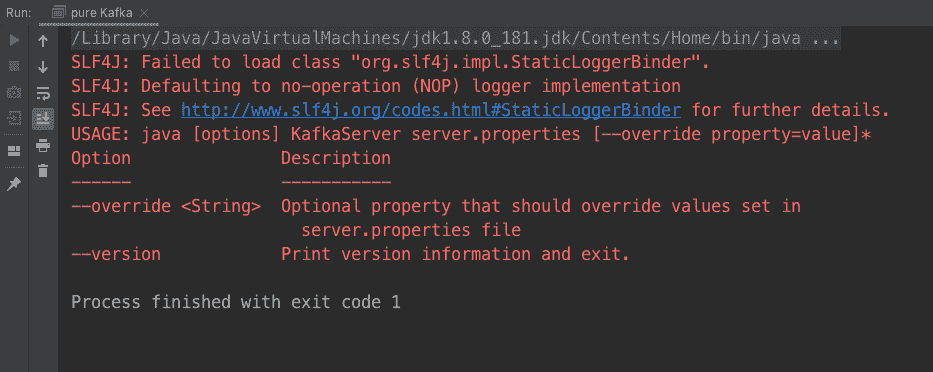 Run: pure Kafka
/Library/Java/JavaVirtualMachines/jdk1.8.0_181.jdk/Contents/Home/bin/java ...
SLF4J: Failed to load class "org.slf4j.impl.StaticLoggerBinder".
SLF4J: Defaulting to no-operation (NOP) logger implementation
SLF4J: See http://www.slf4j.org/codes.html#StaticLoggerBinder for further details.
USAGE: java [options] KafkaServer server.properties [--override property=value]*
Option               Description
------               -----------
--override <String>  Optional property that should override values set in
                       server.properties file
--version            Print version information and exit.
Process finished with exit code 1